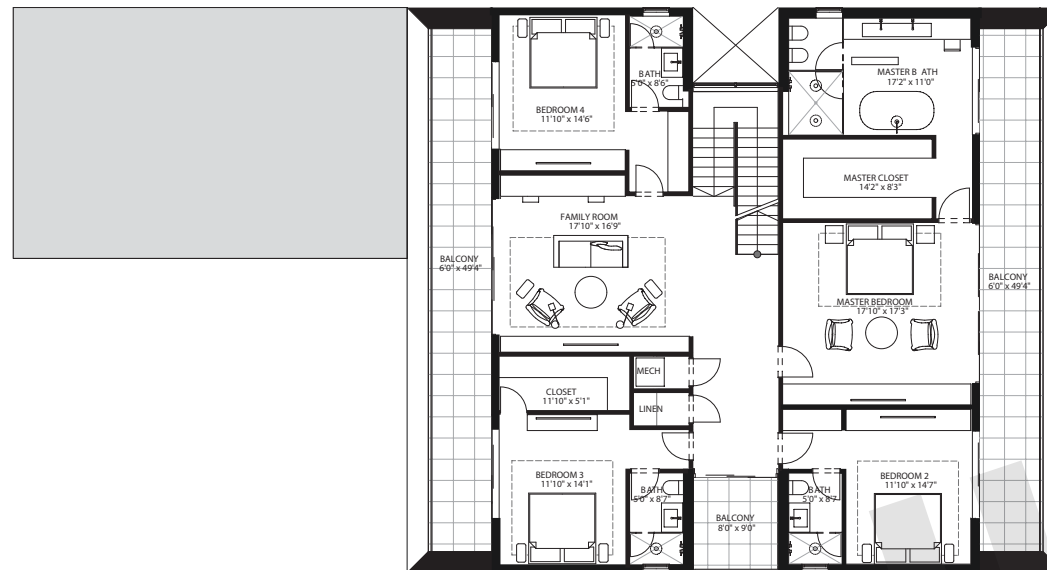 BATH
5'0" x 8'6"
MASTER B ATH
17'2" x 11'0"
BEDROOM 4
11'10" x 14'6"
MASTER CLOSET
14'2" x 8'3"
FAMILY ROOM
17'10" x 16'9"
BALCONY
6'0" x 49'4"
BALCONY
6'0" x 49'4"
MASTER BEDROOM
17'10" x 17'3"
MECH
CLOSET
11'10" x 5'1"
LINEN
BEDROOM 3
11'10" x 14'1"
BATH
5'0" x 8'7"
BALCONY
8'0" x 9'0"
BATH
5'0" x 8'7
BEDROOM 2
11'10" x 14'7"